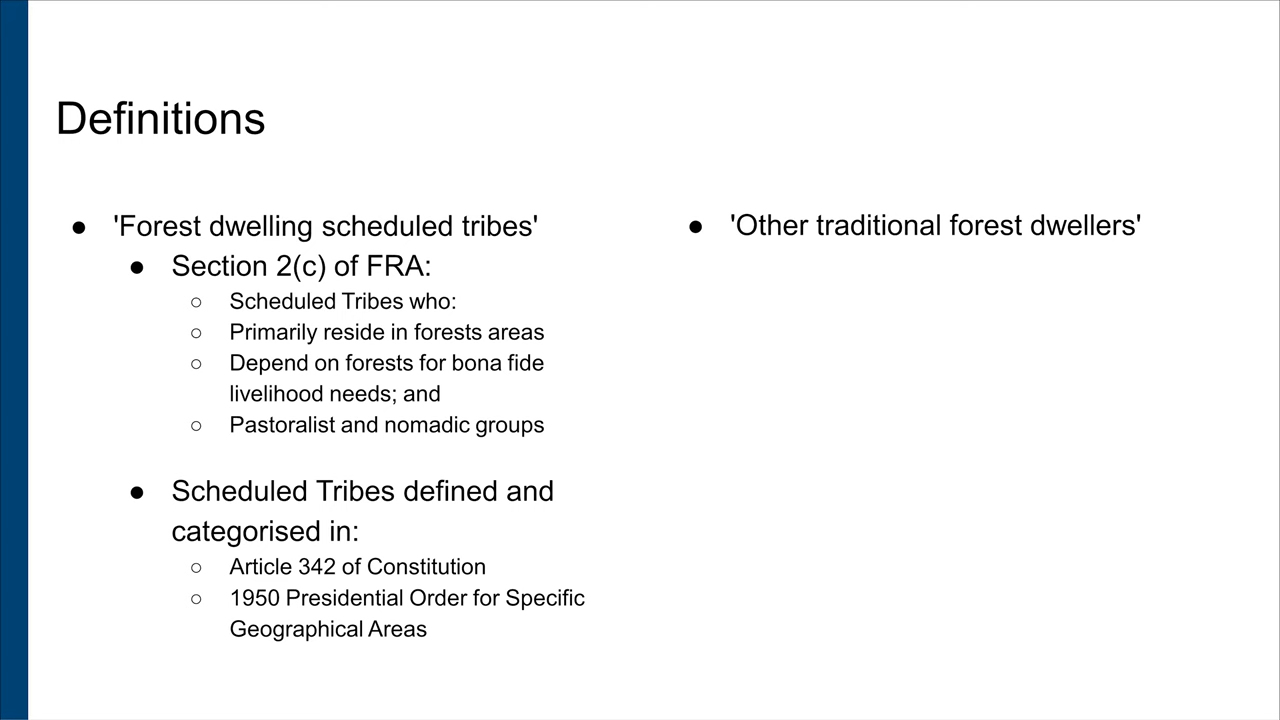 Definitions
● 'Forest dwelling scheduled tribes'
● Section 2(c) of FRA:
○ Scheduled Tribes who:
○ Primarily reside in forests areas
○ Depend on forests for bona fide
livelihood needs; and
○ Pastoralist and nomadic groups
● Scheduled Tribes defined and
categorised in:
○ Article 342 of Constitution
○ 1950 Presidential Order for Specific
Geographical Areas
● 'Other traditional forest dwellers'